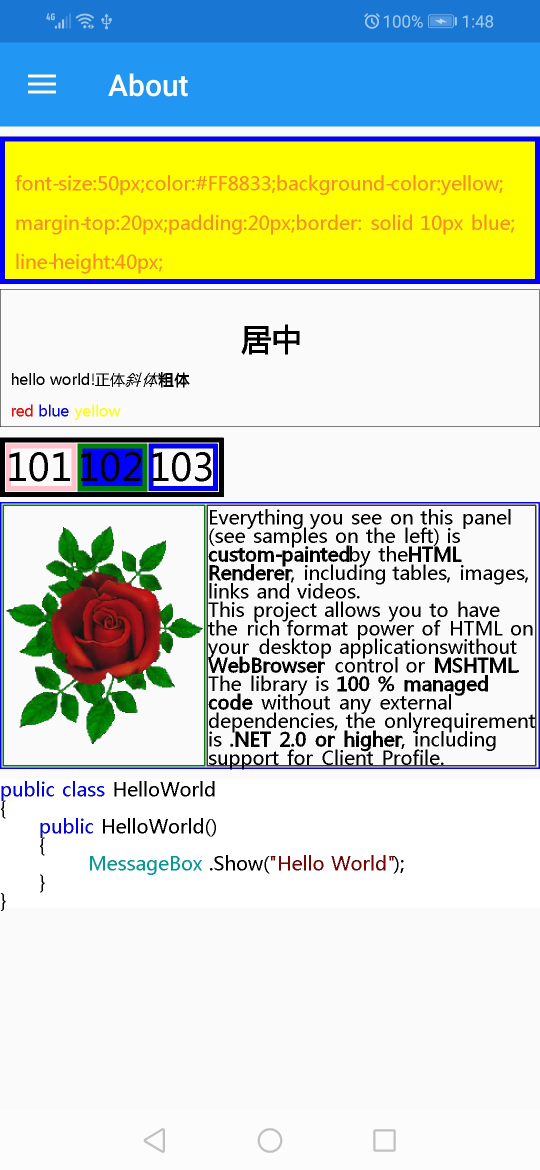 4G 100% 1:48
About
font-size:50px;color:#FF8833;background-color:yellow;
margin-top:20px;padding:20px;border: solid 10px blue;
line-height:40px;
居中
hello world!正体斜体粗体
red blue yellow
101 102 103
Everything you see on this panel
(see samples on the left) is
custom-paintedby theHTML
Renderer, including tables, images,
links and videos.
This project allows you to have
the rich format power of HTML on
your desktop applicationswithout
WebBrowser control or MSHTML.
The library is 100 % managed
code without any external
dependencies, the onlyrequirement
is .NET 2.0 or higher, including
support for Client Profile.
public class HelloWorld
{
public HelloWorld()
{
MessageBox .Show("Hello World");
}
}